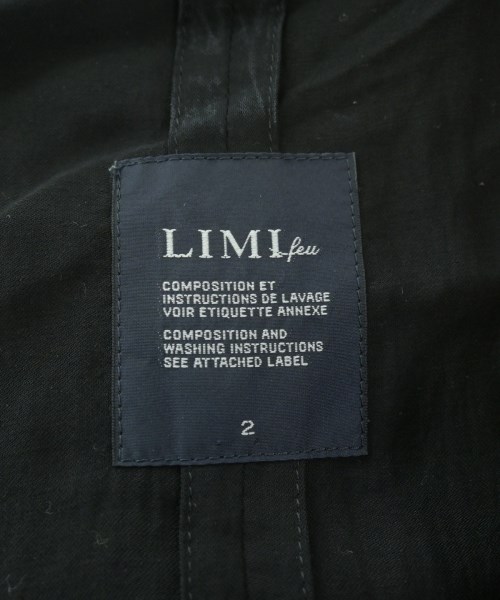 LIMI feu
COMPOSITION ET
INSTRUCTIONS DE LAVAGE
VOIR ETIQUETTE ANNEXE
COMPOSITION AND
WASHING INSTRUCTIONS
SEE ATTACHED LABEL
2